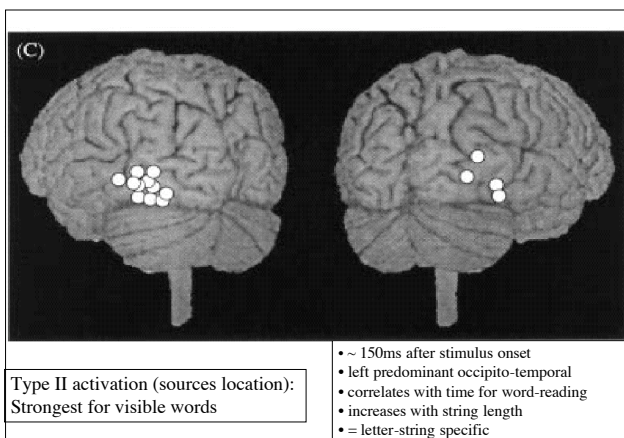 (C)
Type II activation (sources location):
Strongest for visible words
• ~ 150ms after stimulus onset
• left predominant occipito-temporal
• correlates with time for word-reading
• increases with string length
• = letter-string specific